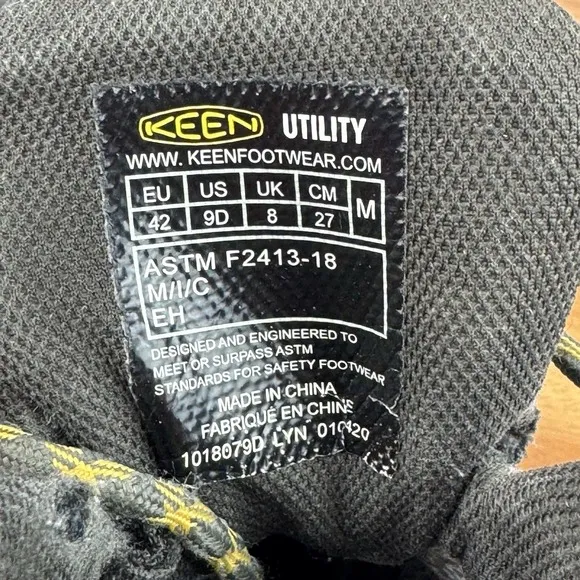 KEEN UTILITY
WWW. KEENFOOTWEAR.COM
EU US UK CM M
42 9D 8 27
ASTM F2413-18
M/I/C
EH
DESIGNED AND ENGINEERED TO
MEET OR SURPASS ASTM
STANDARDS FOR SAFETY FOOTWEAR
MADE IN CHINA
FABRIQUÉ EN CHINE
1018079D LYN 010420